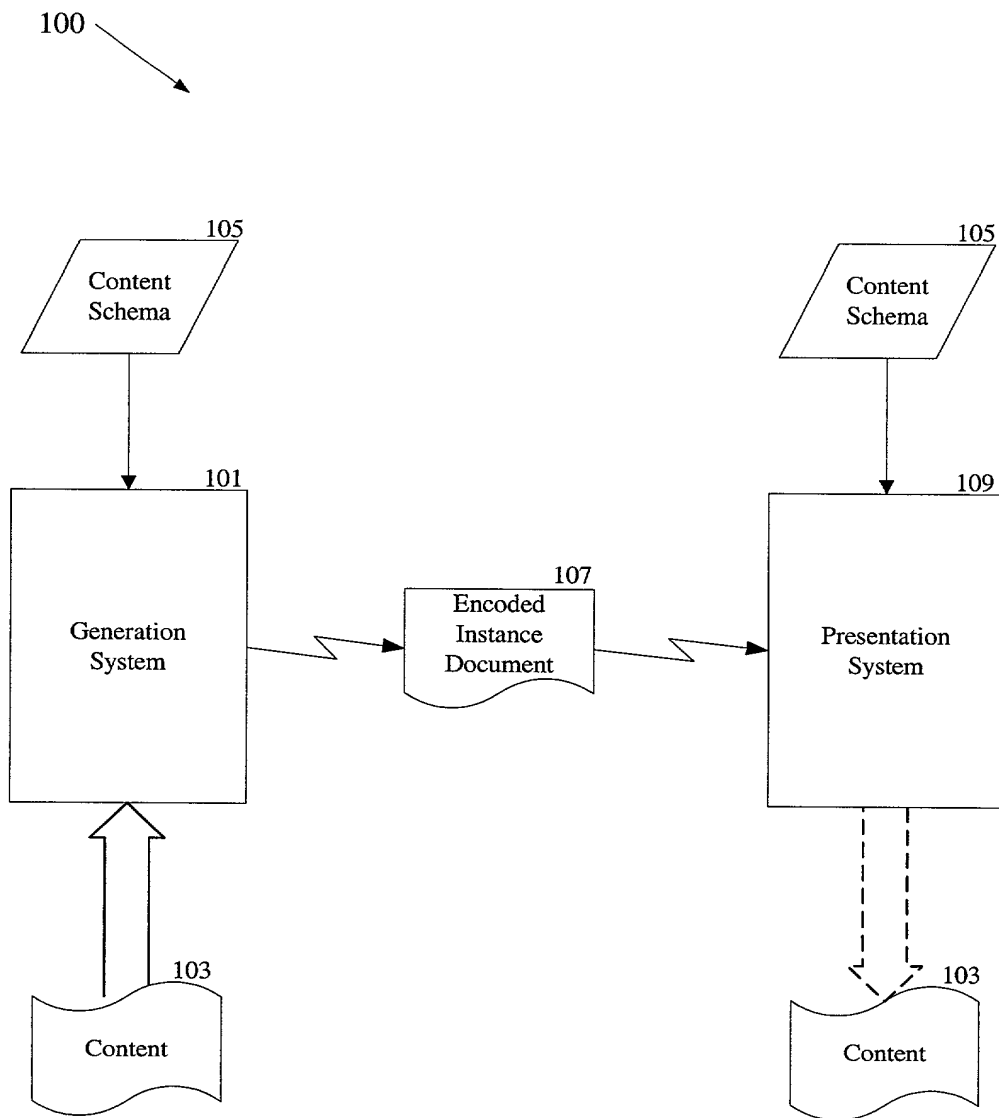 100
105
Content
Schema
105
Content
Schema
101
Generation
System
107
Encoded
Instance
Document
109
Presentation
System
103
Content
103
Content